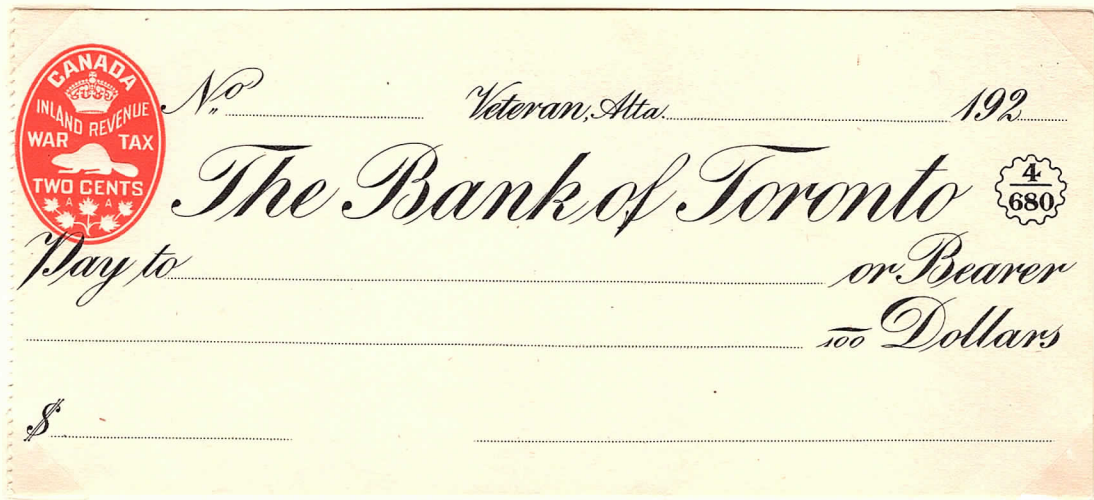 CANADA
INLAND REVENUE
WAR TAX
TWO CENTS
A A
No. Veteran, Alta. 192
The Bank of Toronto
4
680
Pay to or Bearer
100 Dollars
$